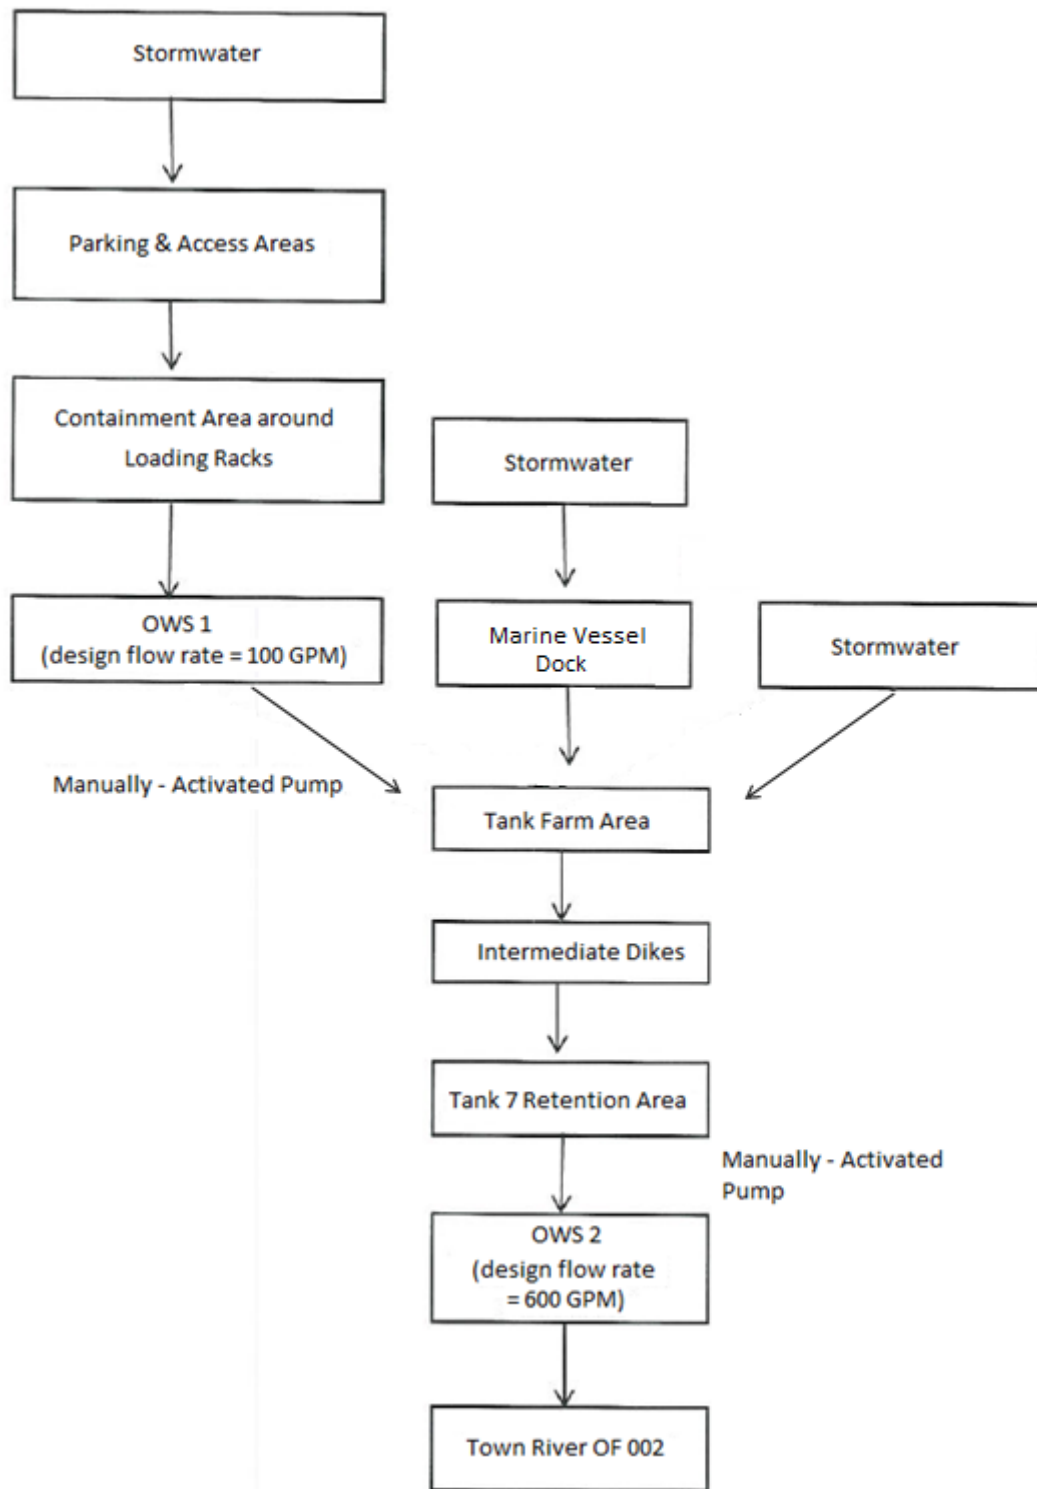 Stormwater
Parking & Access Areas
Containment Area around
Loading Racks
Stormwater
OWS 1
(design flow rate = 100 GPM)
Marine Vessel
Dock
Stormwater
Manually - Activated Pump
Tank Farm Area
Intermediate Dikes
Tank 7 Retention Area
Manually - Activated
Pump
OWS 2
(design flow rate
= 600 GPM)
Town River OF 002